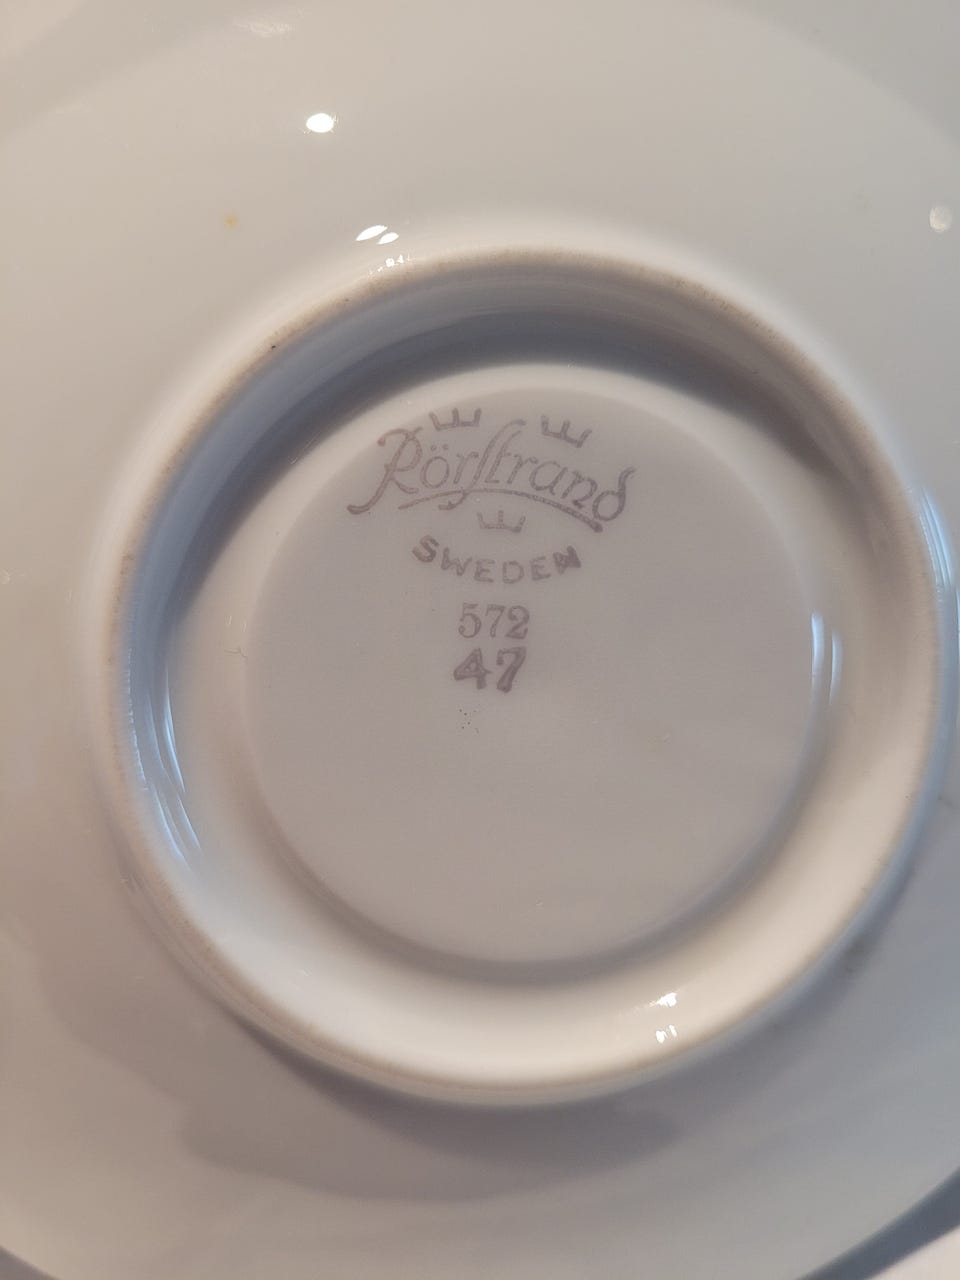 Rörstrand
SWEDEN
572
47